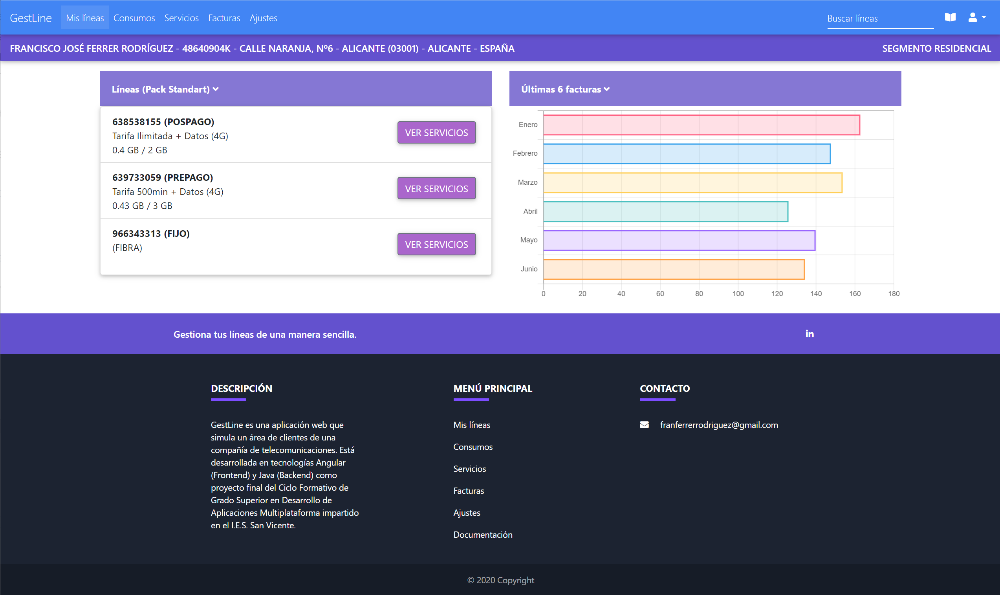 GestLine
Mis líneas
Consumos
Servicios
Facturas
Ajustes
Buscar líneas
FRANCISCO JOSÉ FERRER RODRÍGUEZ - 48640904K - CALLE NARANJA, Nº6 - ALICANTE (03001) - ALICANTE - ESPAÑA
SEGMENTO RESIDENCIAL
Líneas (Pack Standart)
638538155 (POSPAGO)
Tarifa Ilimitada + Datos (4G)
0.4 GB / 2 GB
VER SERVICIOS
639733059 (PREPAGO)
Tarifa 500min + Datos (4G)
0.43 GB / 3 GB
VER SERVICIOS
966343313 (FIJO)
(FIBRA)
VER SERVICIOS
Últimas 6 facturas
Enero
Febrero
Marzo
Abril
Mayo
Junio
0 20 40 60 80 100 120 140 160 180
Gestiona tus líneas de una manera sencilla.
in
DESCRIPCIÓN
GestLine es una aplicación web que
simula un área de clientes de una
compañía de telecomunicaciones. Está
desarrollada en tecnologías Angular
(Frontend) y Java (Backend) como
proyecto final del Ciclo Formativo de
Grado Superior en Desarrollo de
Aplicaciones Multiplataforma impartido
en el I.E.S. San Vicente.
MENÚ PRINCIPAL
Mis líneas
Consumos
Servicios
Facturas
Ajustes
Documentación
CONTACTO
franferrerrodriguez@gmail.com
© 2020 Copyright